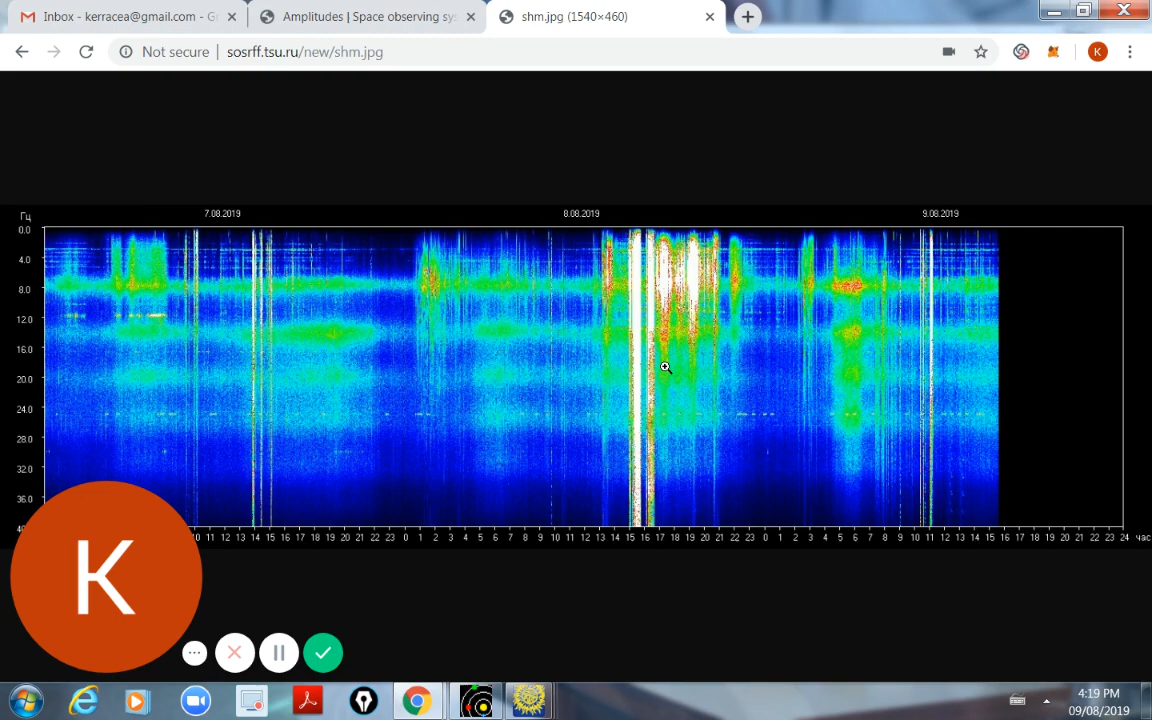 Inbox - kerracea@gmail.com - G
Amplitudes | Space observing sys
shm.jpg (1540×460)
Not secure | sosrff.tsu.ru/new/shm.jpg
K
Гц
7.08.2019
8.08.2019
9.08.2019
0.0
4.0
8.0
12.0
16.0
20.0
24.0
28.0
32.0
36.0
10 11 12 13 14 15 16 17 18 19 20 21 22 23 0 1 2 3 4 5 6 7 8 9 10 11 12 13 14 15 16 17 18 19 20 21 22 23 0 1 2 3 4 5 6 7 8 9 10 11 12 13 14 15 16 17 18 19 20 21 22 23 24 час
K
4:19 PM
09/08/2019